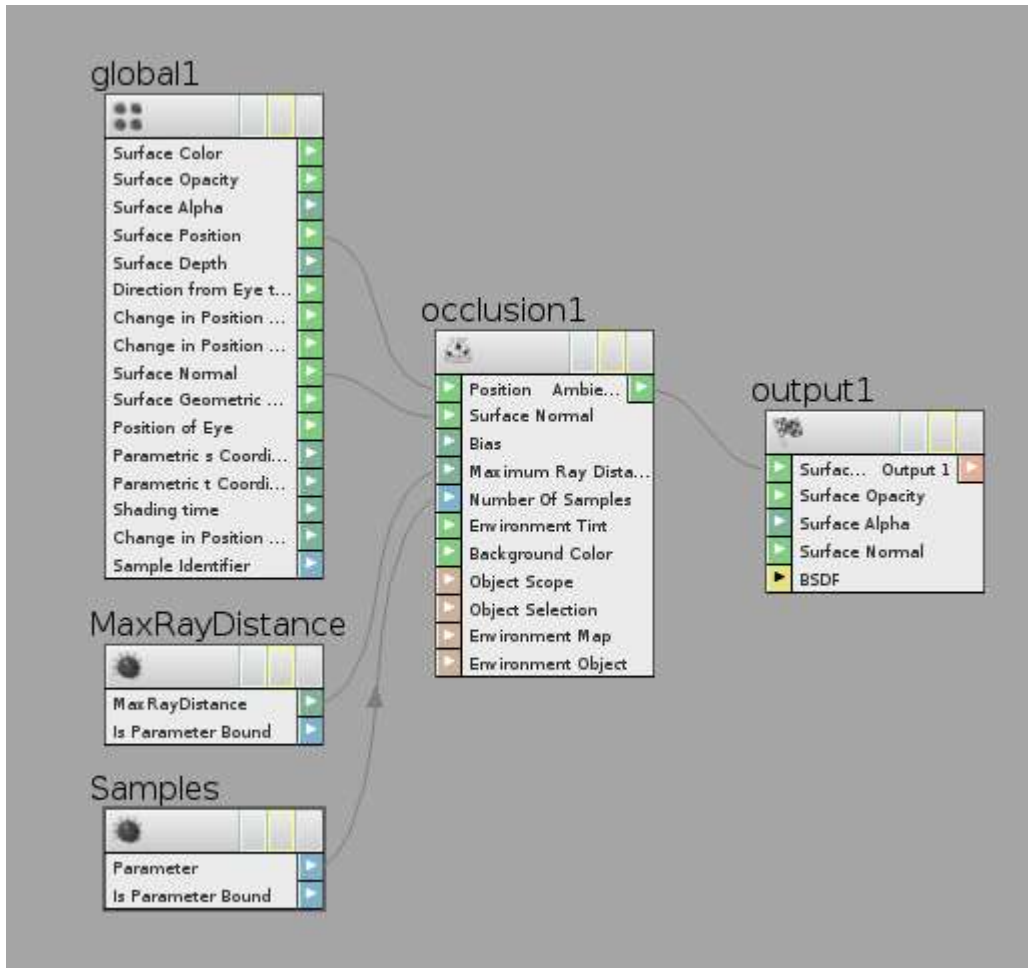 global1
Surface Color
Surface Opacity
Surface Alpha
Surface Position
Surface Depth
Direction from Eye t...
Change in Position ...
Change in Position ...
Surface Normal
Surface Geometric ...
Position of Eye
Parametric s Coordi...
Parametric t Coordi...
Shading time
Change in Position ...
Sample Identifier
MaxRayDistance
MaxRayDistance
Is Parameter Bound
Samples
Parameter
Is Parameter Bound
occlusion1
Position Ambie...
Surface Normal
Bias
Maximum Ray Dista...
Number Of Samples
Environment Tint
Background Color
Object Scope
Object Selection
Environment Map
Environment Object
output1
Surfac... Output 1
Surface Opacity
Surface Alpha
Surface Normal
BSDF